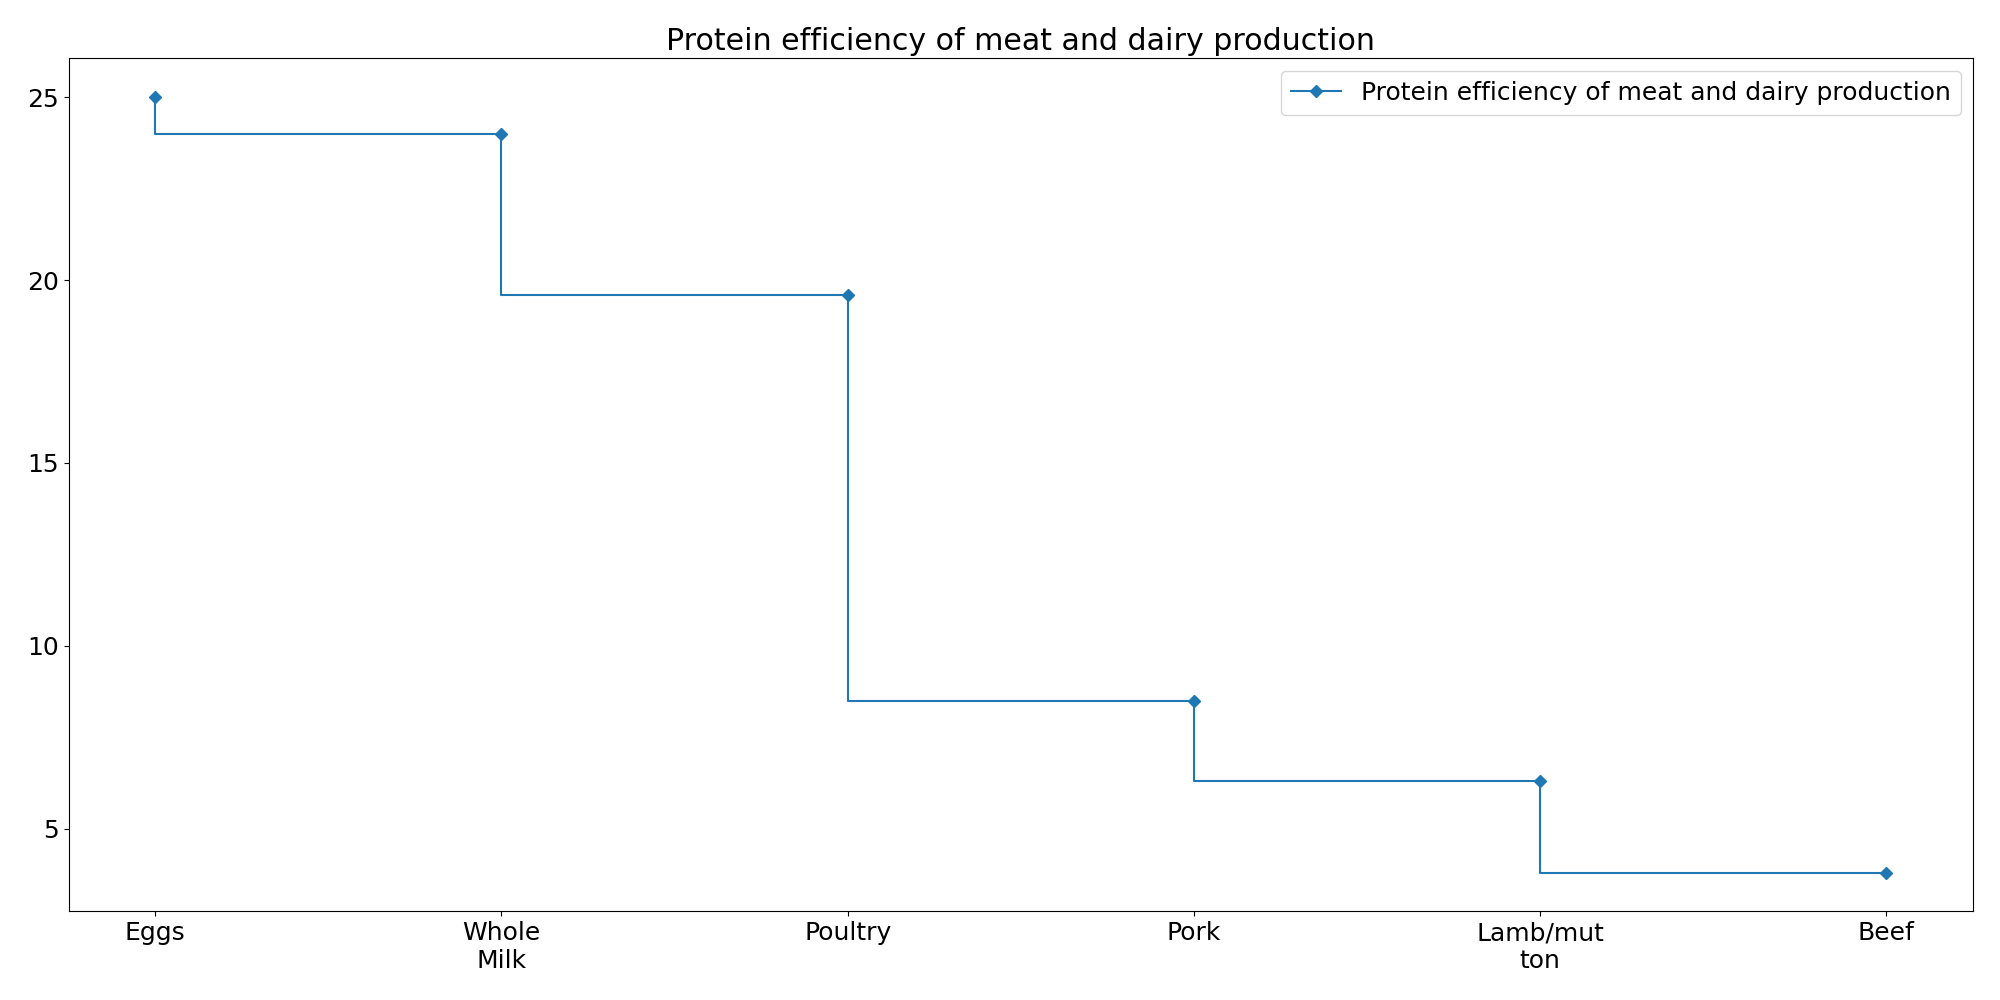 Protein efficiency of meat and dairy production
Protein efficiency of meat and dairy production
25
20
15
10
5
Eggs
Whole
Milk
Poultry
Pork
Lamb/mut
ton
Beef